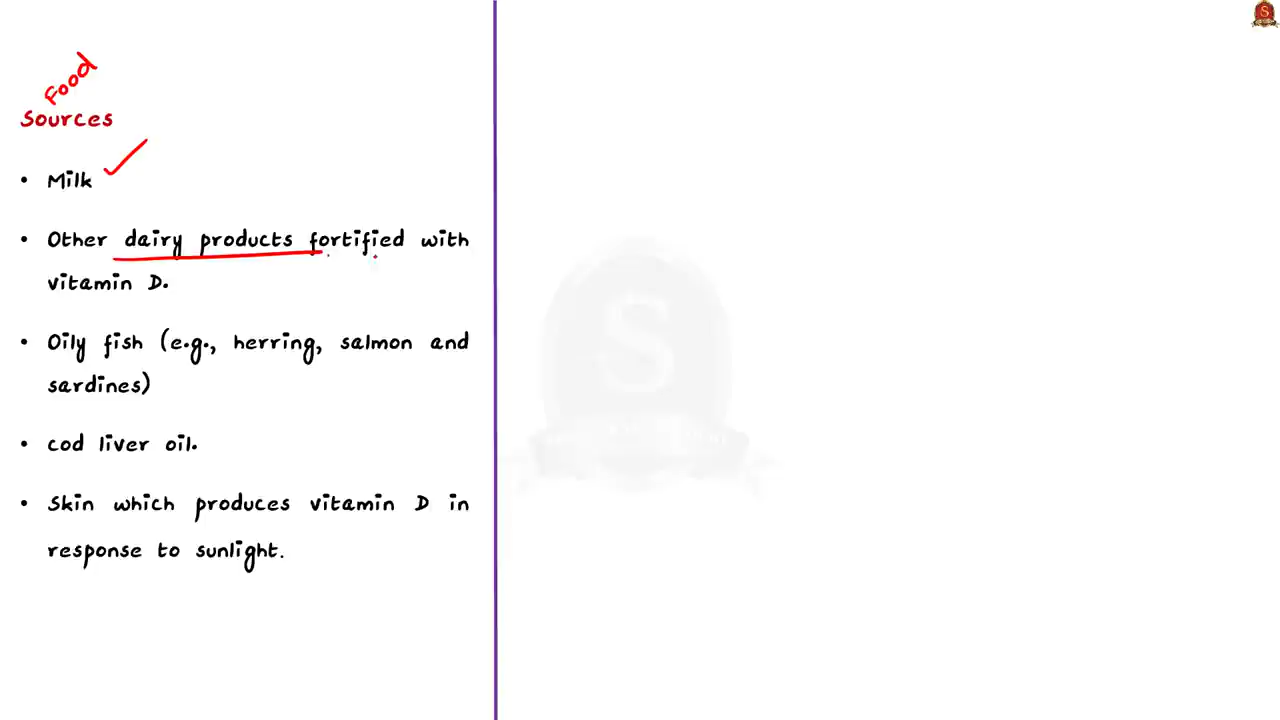 Food
Sources
• Milk
• Other dairy products fortified with
vitamin D.
• Oily fish (e.g., herring, salmon and
sardines)
• cod liver oil.
• Skin which produces vitamin D in
response to sunlight.
S
S